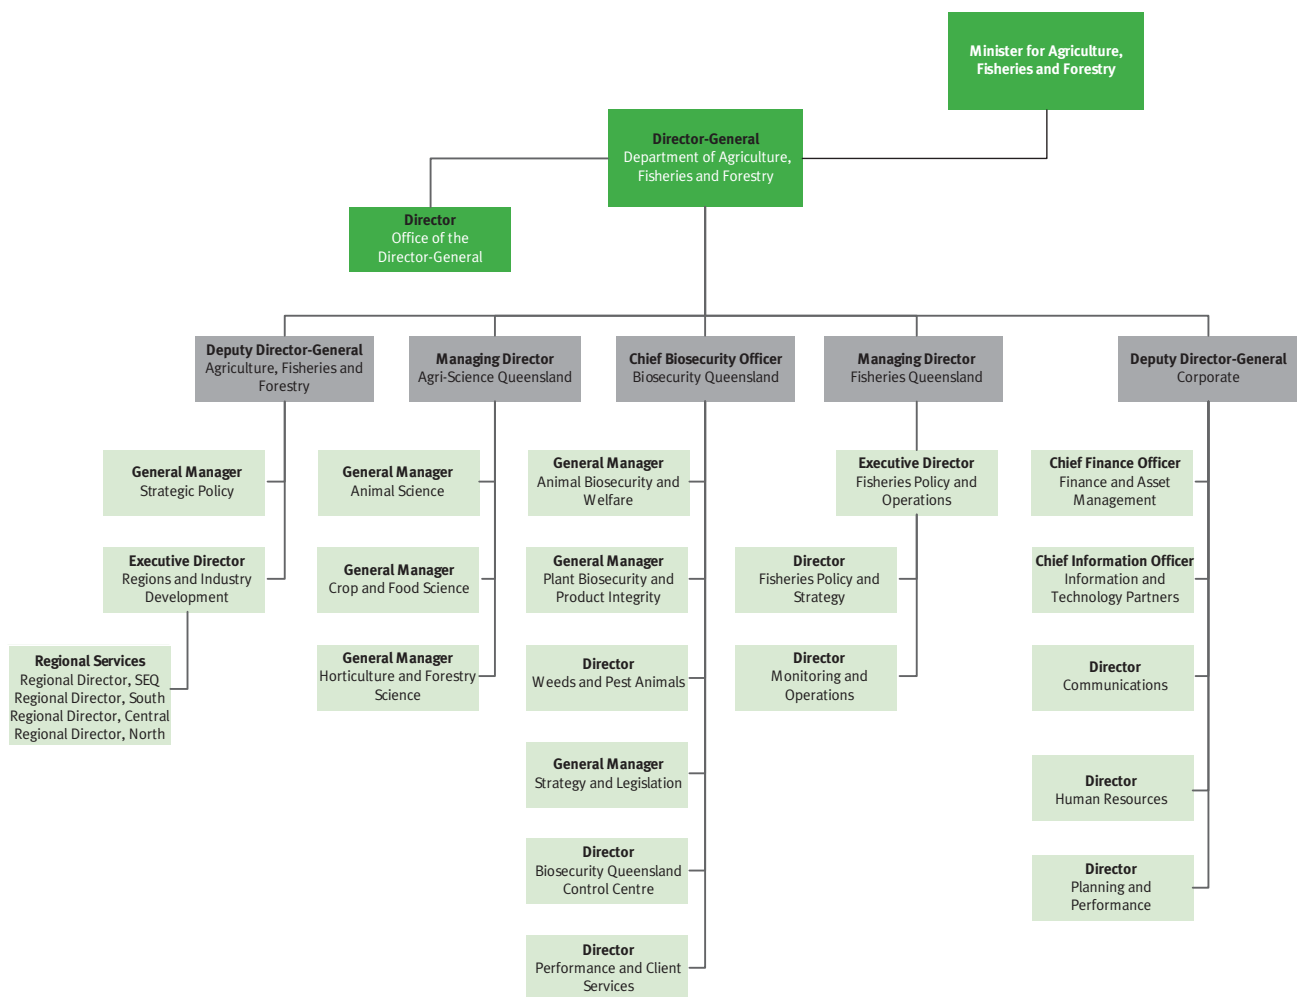 Minister for Agriculture,
Fisheries and Forestry
Director-General
Department of Agriculture,
Fisheries and Forestry
Director
Office of the
Director-General
Deputy Director-General
Agriculture, Fisheries and
Forestry
Managing Director
Agri-Science Queensland
Chief Biosecurity Officer
Biosecurity Queensland
Managing Director
Fisheries Queensland
Deputy Director-General
Corporate
General Manager
Strategic Policy
Executive Director
Regions and Industry
Development
Regional Services
Regional Director, SEQ
Regional Director, South
Regional Director, Central
Regional Director, North
General Manager
Animal Science
General Manager
Crop and Food Science
General Manager
Horticulture and Forestry
Science
General Manager
Animal Biosecurity and
Welfare
General Manager
Plant Biosecurity and
Product Integrity
Director
Weeds and Pest Animals
General Manager
Strategy and Legislation
Director
Biosecurity Queensland
Control Centre
Director
Performance and Client
Services
Executive Director
Fisheries Policy and
Operations
Director
Fisheries Policy and
Strategy
Director
Monitoring and
Operations
Chief Finance Officer
Finance and Asset
Management
Chief Information Officer
Information and
Technology Partners
Director
Communications
Director
Human Resources
Director
Planning and
Performance